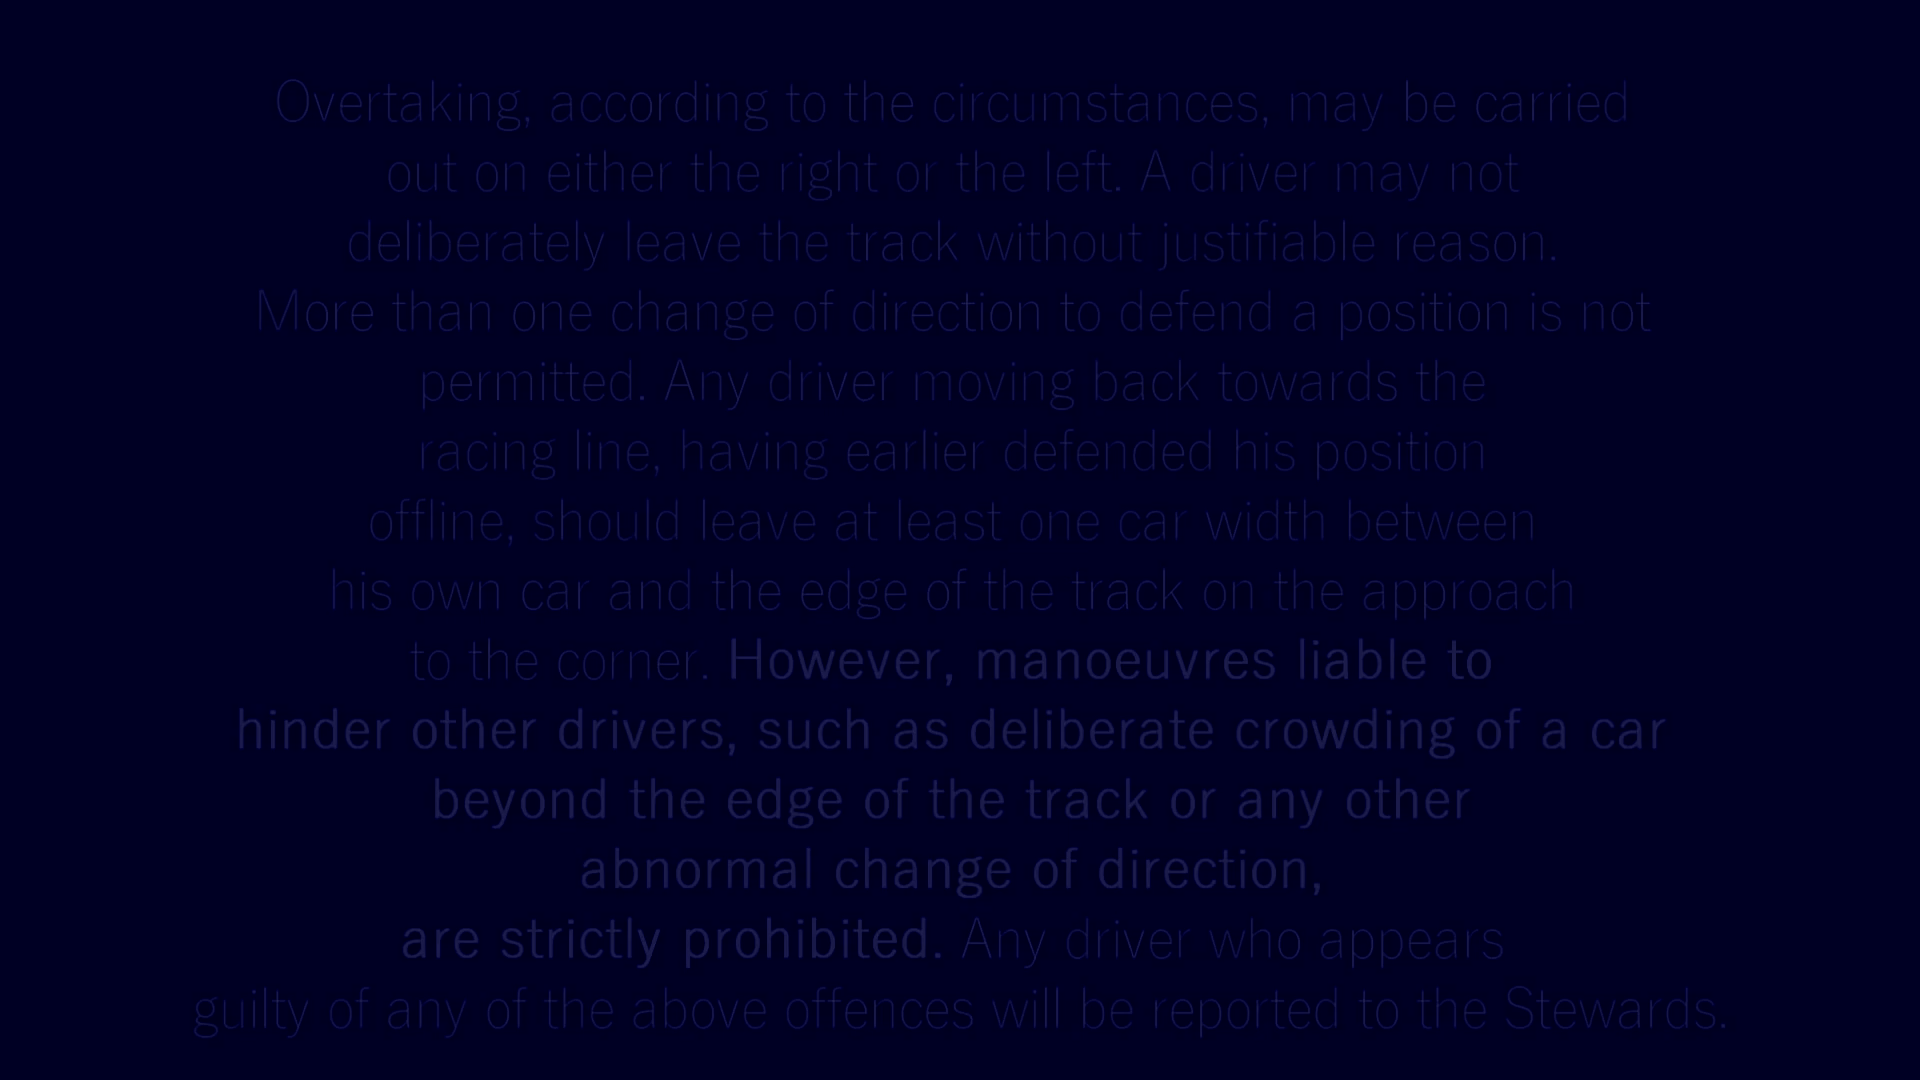 Overtaking, according to the circumstances, may be carried
out on either the right or the left. A driver may not
deliberately leave the track without justifiable reason.
More than one change of direction to defend a position is not
permitted. Any driver moving back towards the
racing line, having earlier defended his position
offline, should leave at least one car width between
his own car and the edge of the track on the approach
to the corner. However, manoeuvres liable to
hinder other drivers, such as deliberate crowding of a car
beyond the edge of the track or any other
abnormal change of direction,
are strictly prohibited. Any driver who appears
guilty of any of the above offences will be reported to the Stewards.